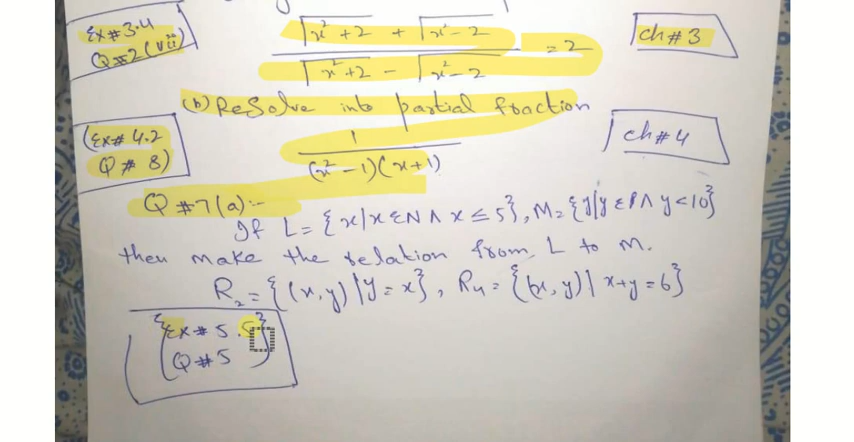 Ex#3.4
Q#2(vii)
√x²+2 + √x²-2 / √x²+2 - √x²-2 = 2
ch#3
(b) Resolve into partial fraction
(Ex# 4.2
Q# 8)
1 / (x²-1)(x+1)
ch#4
Q#7(a):-
If L= {x/x∈N∧ x≤5}, M={y/y∈P∧ y<10}
then make the relation from L to M.
R₂={(x,y)|y=x}, R₄={(x,y)| x+y=6}
{Ex#5.5}
(Q#5)